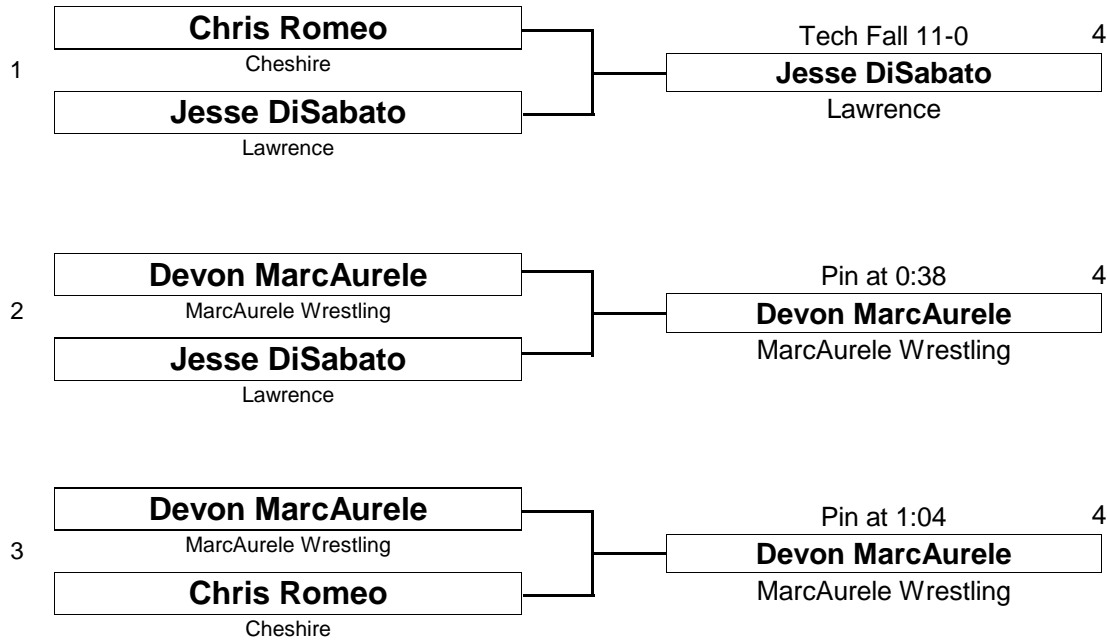 Chris Romeo
Cheshire
1
Jesse DiSabato
Lawrence
Tech Fall 11-0 4
Jesse DiSabato
Lawrence
Devon MarcAurele
MarcAurele Wrestling
2
Jesse DiSabato
Lawrence
Pin at 0:38 4
Devon MarcAurele
MarcAurele Wrestling
Devon MarcAurele
MarcAurele Wrestling
3
Chris Romeo
Cheshire
Pin at 1:04 4
Devon MarcAurele
MarcAurele Wrestling